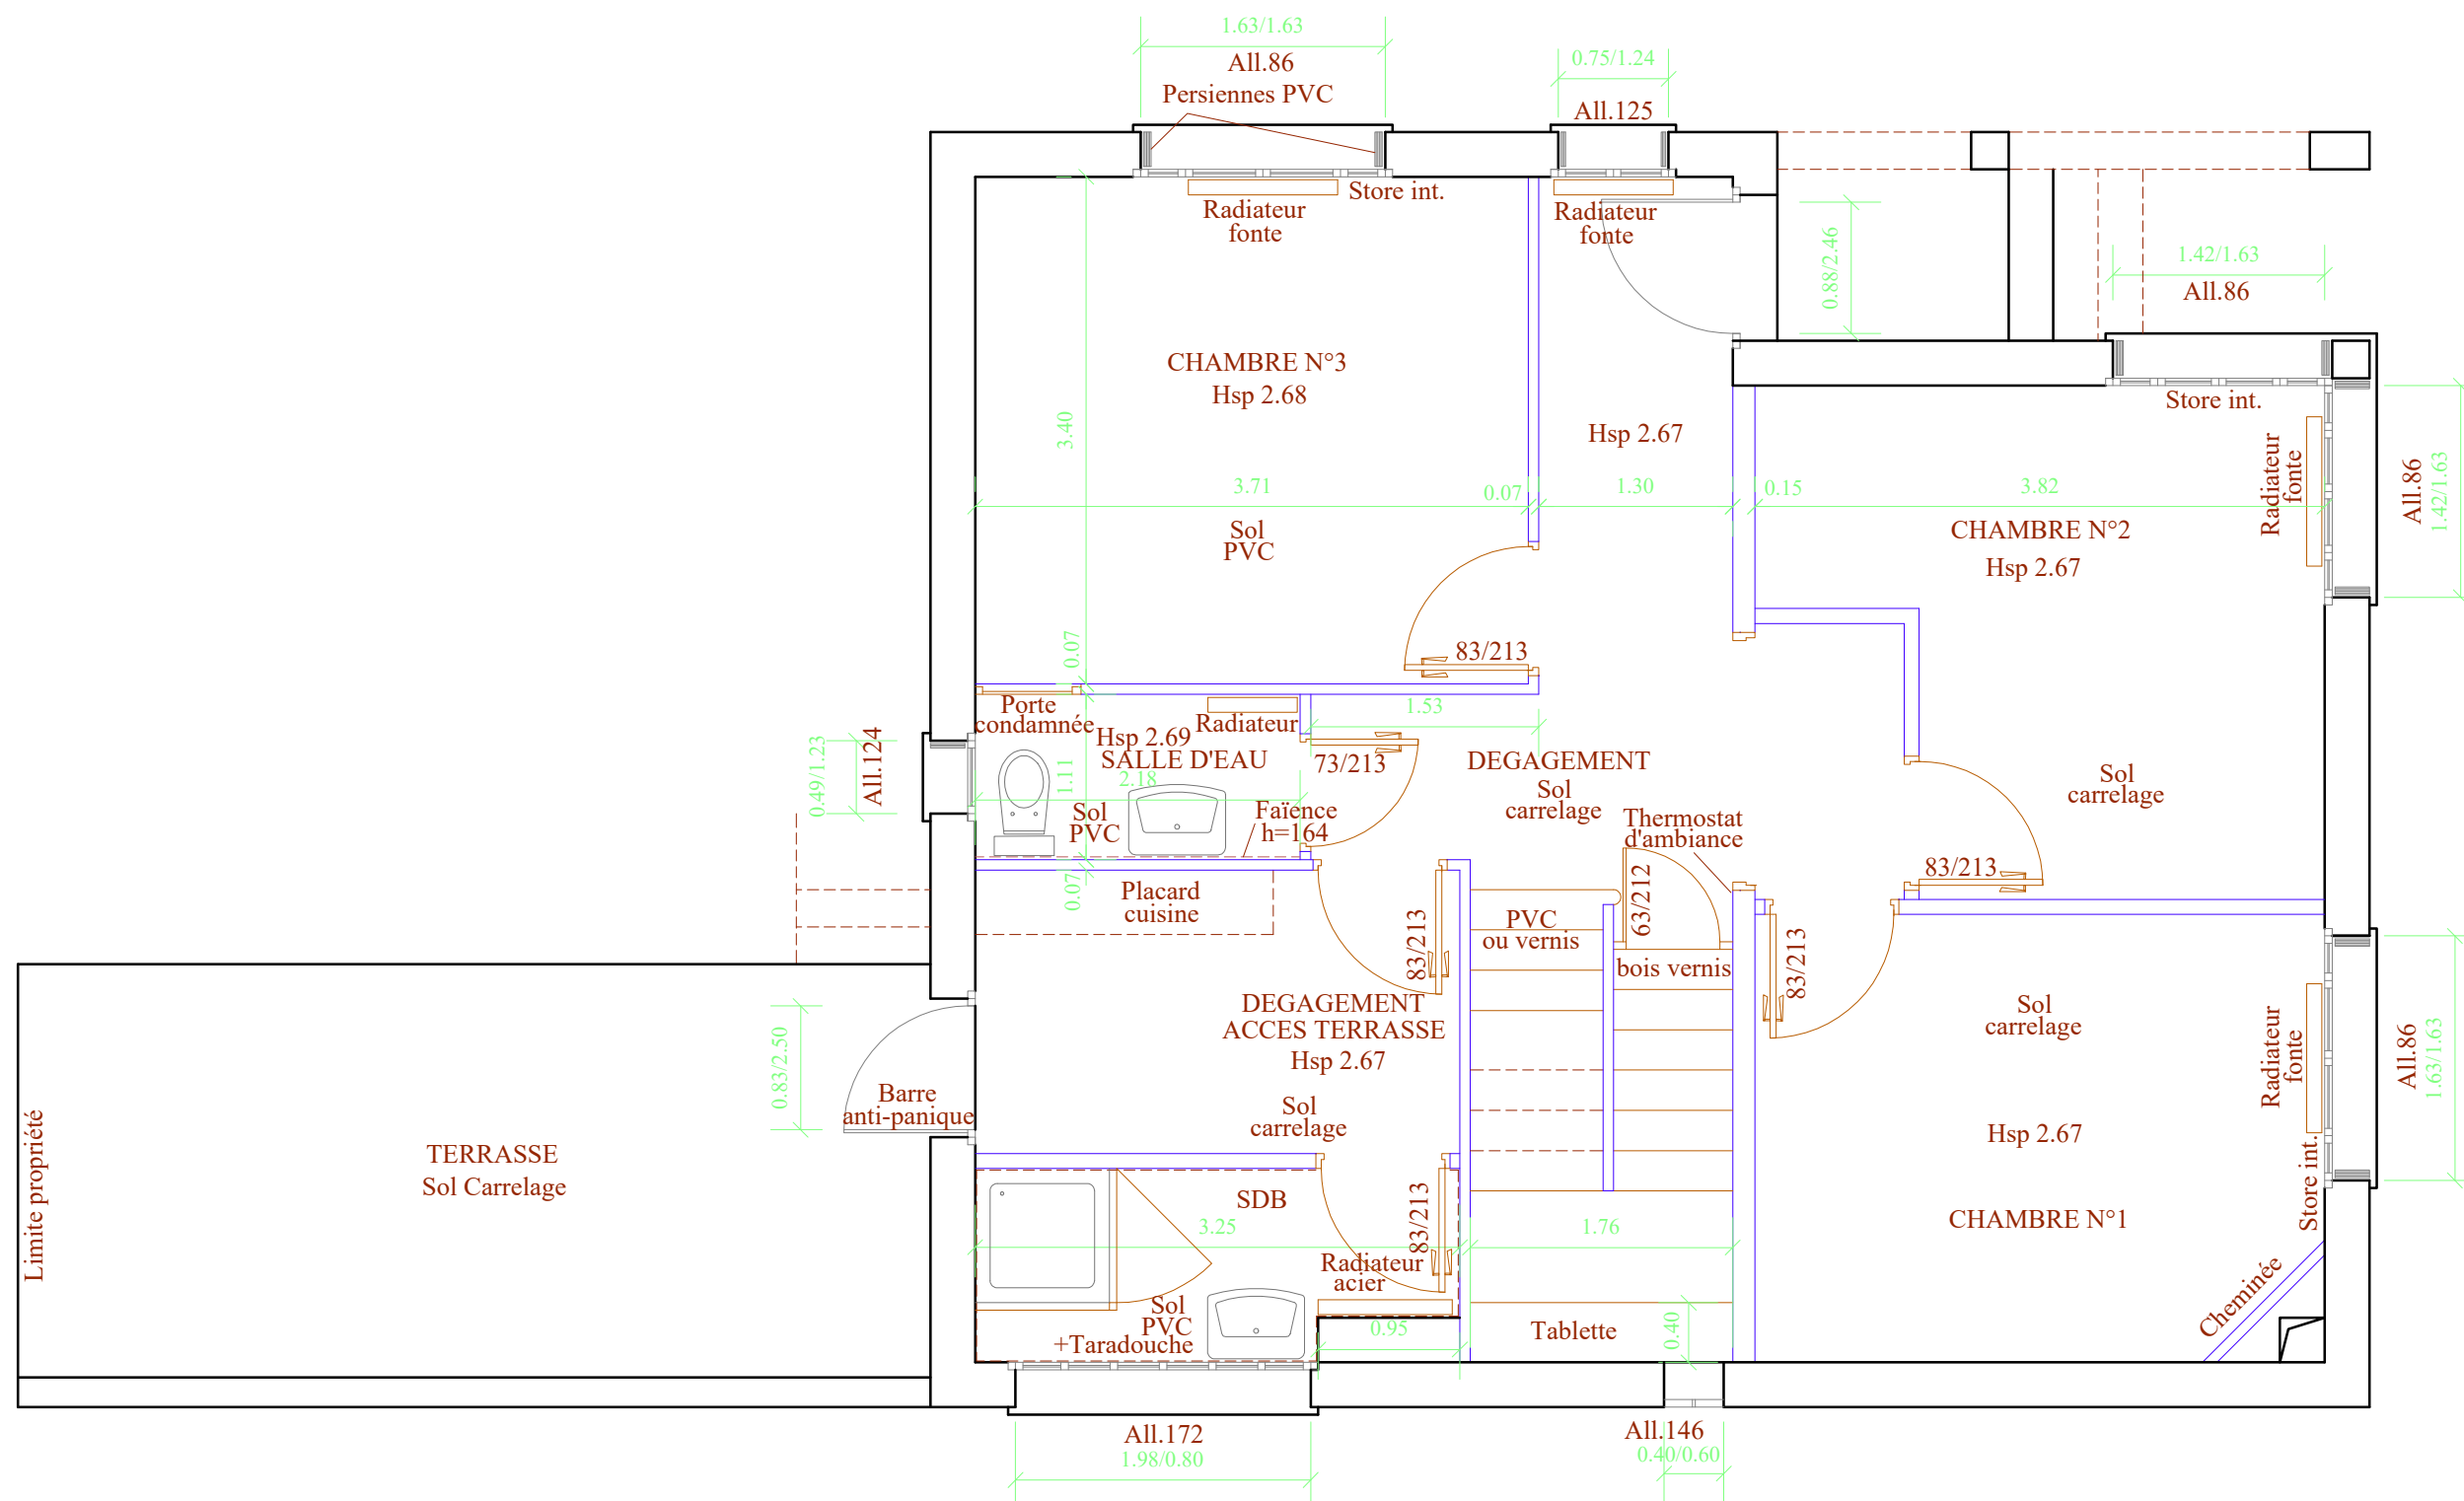 1.63/1.63
All.86
Persiennes PVC
0.75/1.24
All.125
Store int.
Radiateur
fonte
Radiateur
fonte
0.88/2.46
1.42/1.63
All.86
Store int.
CHAMBRE N°3
Hsp 2.68
3.40
Hsp 2.67
Radiateur
fonte
All.86
1.42/1.63
3.71
0.07
1.30
0.15
3.82
Sol
PVC
CHAMBRE N°2
Hsp 2.67
0.07
83/213
Porte
condamnée
Radiateur
1.53
Hsp 2.69
SALLE D'EAU
1.11
2.18
73/213
DEGAGEMENT
Sol
carrelage
All.124
0.49/1.23
Sol
PVC
Faïence
h=164
Thermostat
d'ambiance
Sol
carrelage
83/213
0.07
Placard
cuisine
83/213
PVC
ou vernis
63/212
bois vernis
83/213
DEGAGEMENT
ACCES TERRASSE
Hsp 2.67
Sol
carrelage
Radiateur
fonte
All.86
1.63/1.63
0.83/2.50
Barre
anti-panique
Sol
carrelage
Hsp 2.67
Store int.
Limite propriété
TERRASSE
Sol Carrelage
SDB
3.25
83/213
1.76
CHAMBRE N°1
Radiateur
acier
Cheminée
Sol
PVC
+Taradouche
0.95
Tablette
0.40
All.172
1.98/0.80
All.146
0.40/0.60